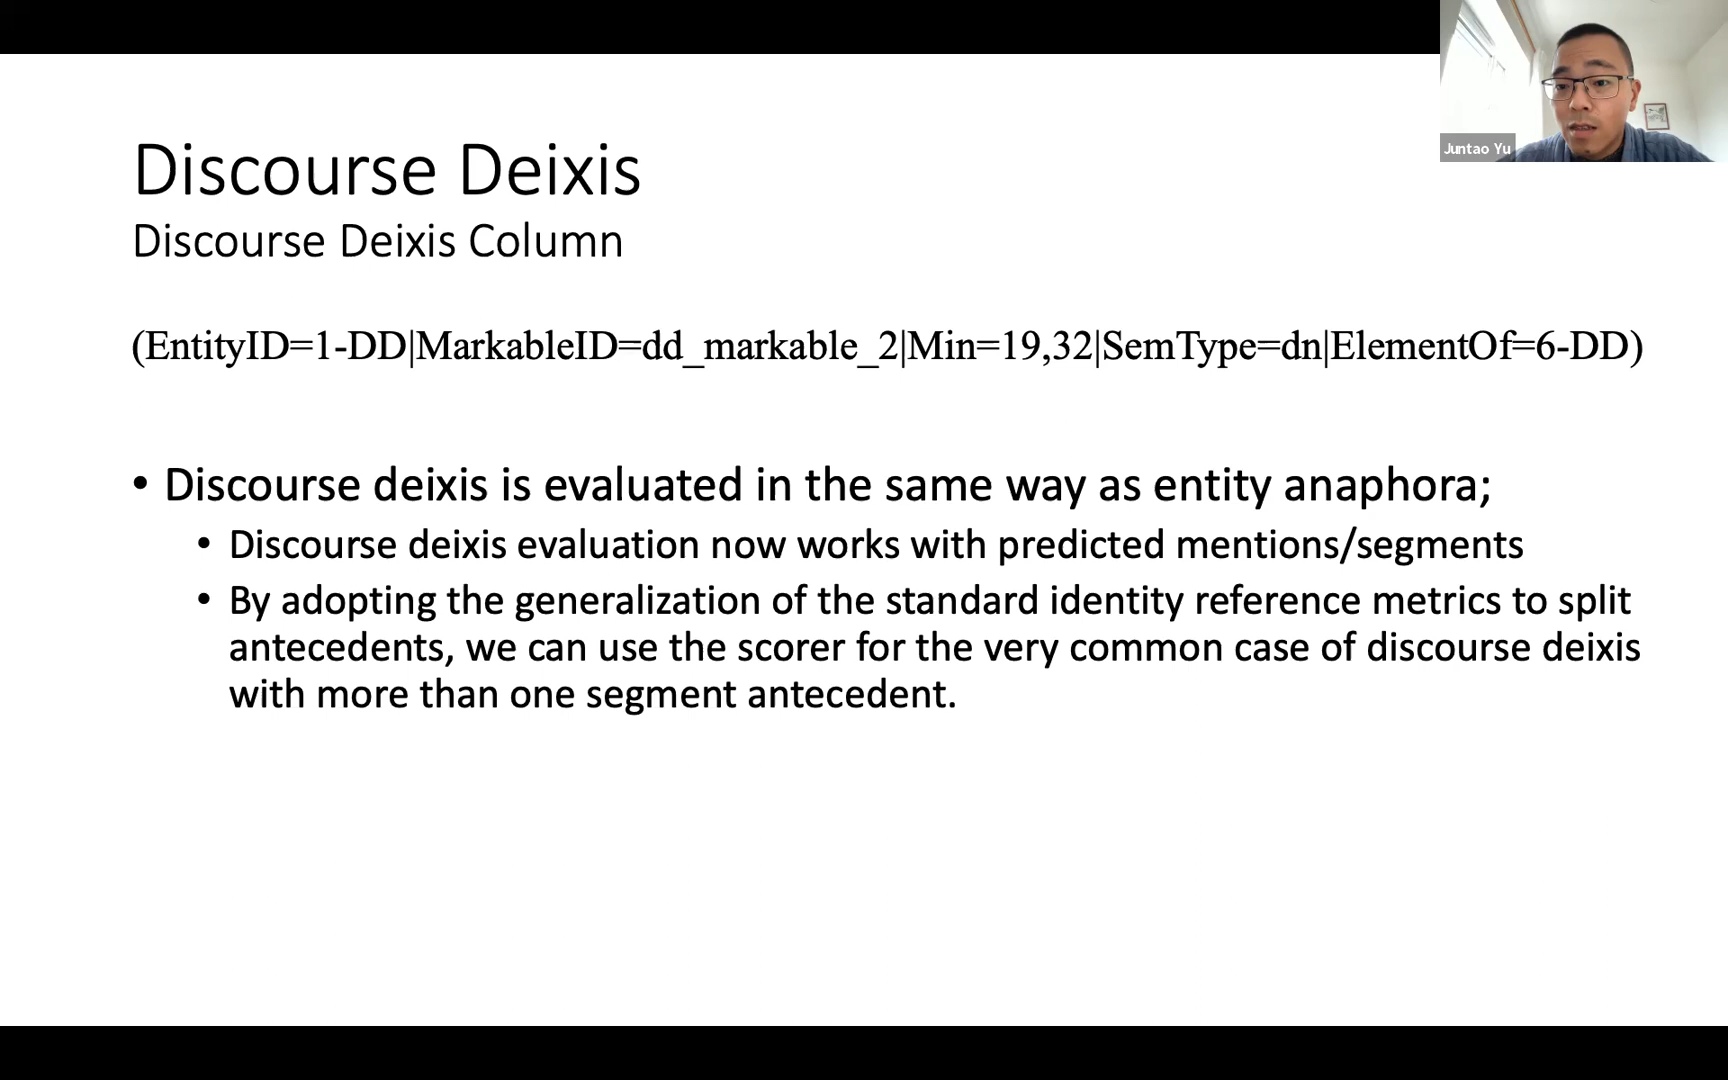 Juntao Yu
Discourse Deixis
Discourse Deixis Column
(EntityID=1-DD|MarkableID=dd_markable_2|Min=19,32|SemType=dn|ElementOf=6-DD)
• Discourse deixis is evaluated in the same way as entity anaphora;
• Discourse deixis evaluation now works with predicted mentions/segments
• By adopting the generalization of the standard identity reference metrics to split
antecedents, we can use the scorer for the very common case of discourse deixis
with more than one segment antecedent.